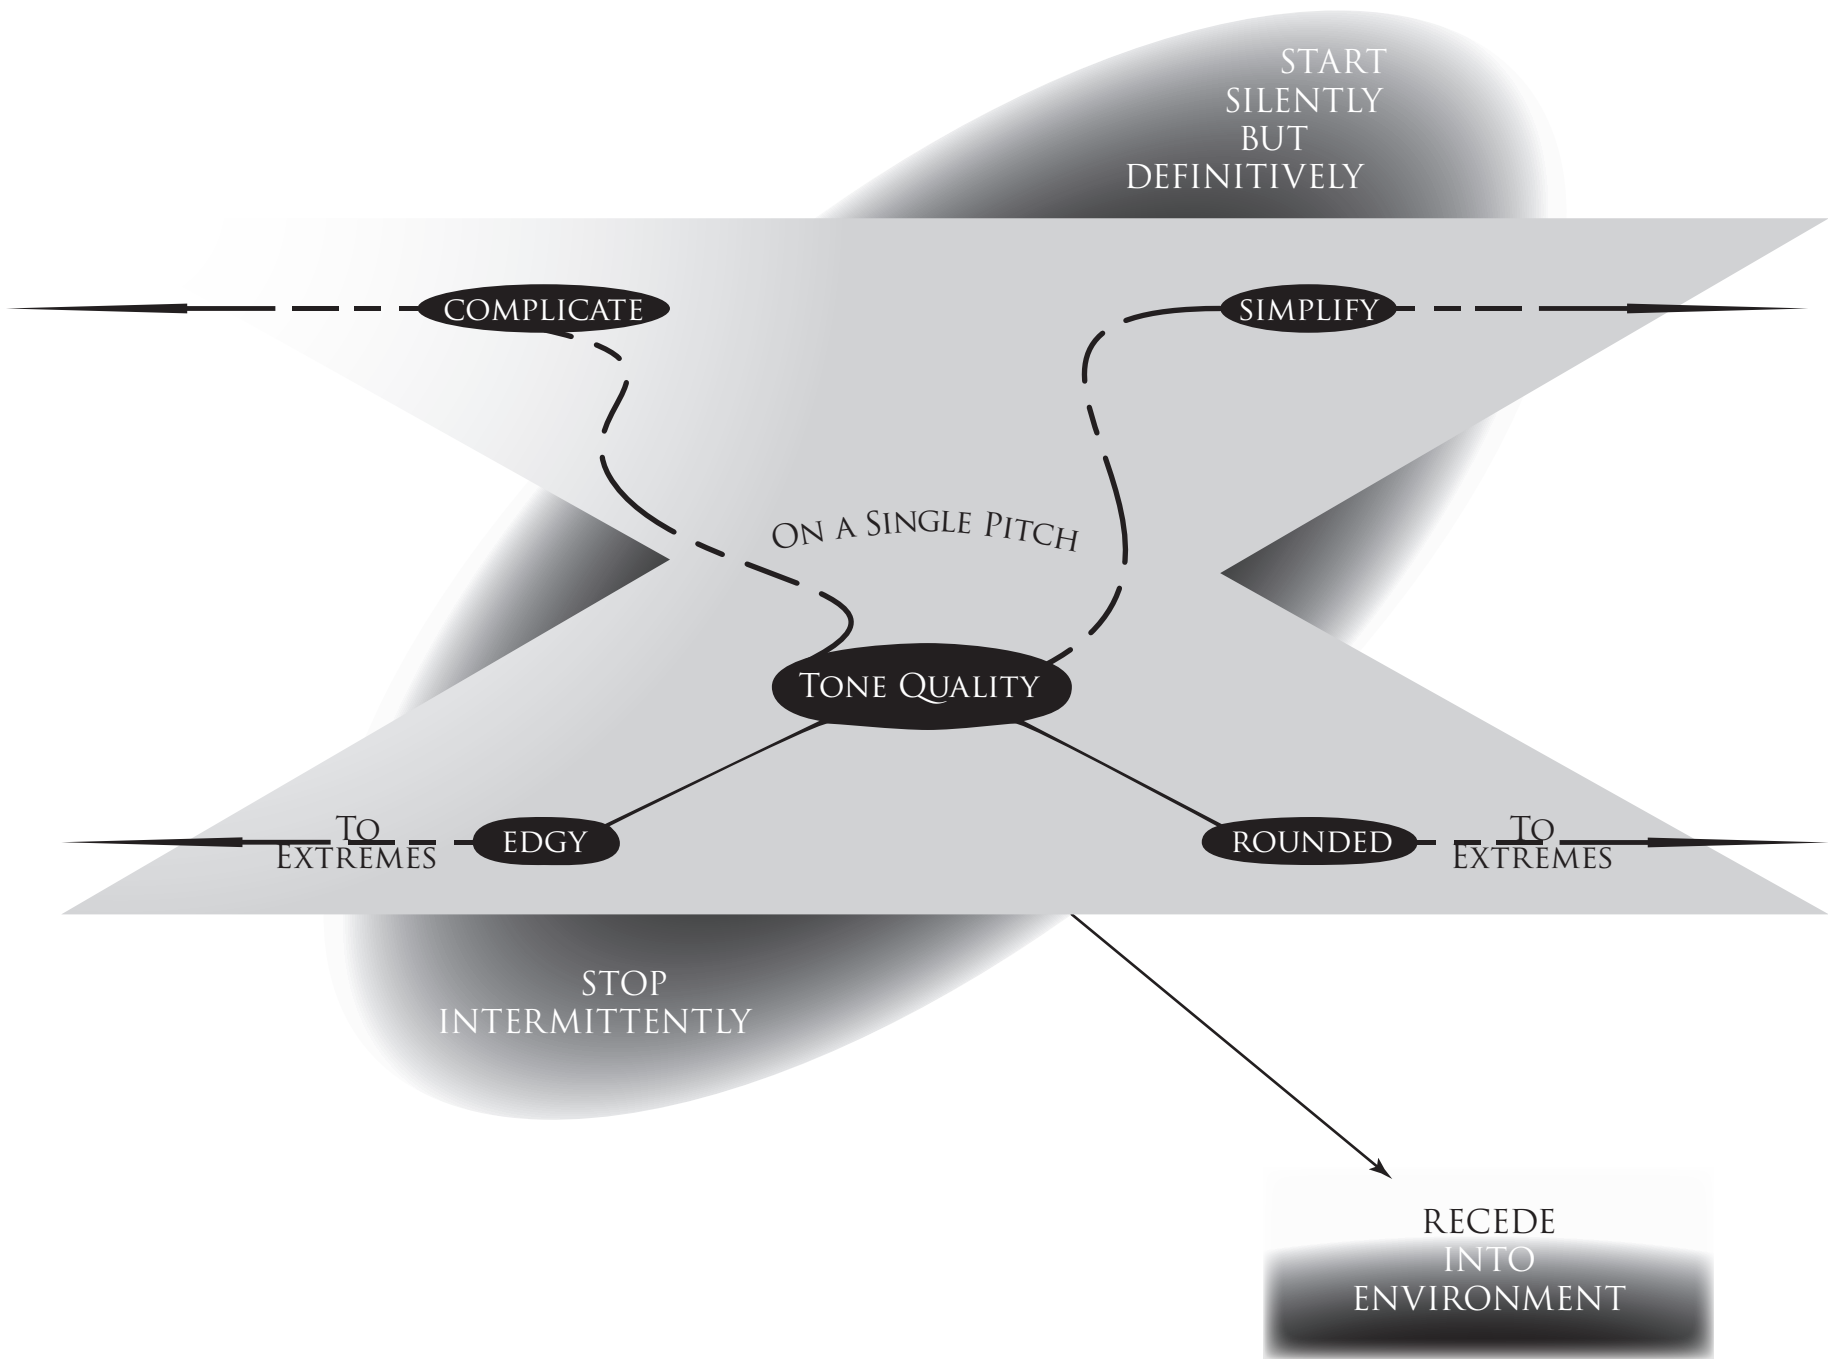 START
SILENTLY
BUT
DEFINITIVELY
COMPLICATE
SIMPLIFY
On a Single Pitch
Tone Quality
To
Extremes
EDGY
ROUNDED
To
Extremes
STOP
INTERMITTENTLY
RECEDE
INTO
ENVIRONMENT